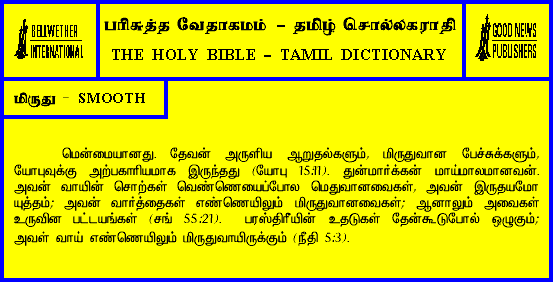 BELLWETHER
INTERNATIONAL
பரிசுத்த வேதாகமம் – தமிழ் சொல்லகராதி
THE HOLY BIBLE – TAMIL DICTIONARY
GOOD NEWS
PUBLISHERS
மிருது – SMOOTH
மென்மையானது. தேவன் அருளிய ஆறுதல்களும், மிருதுவான பேச்சுக்களும்,
யோபுவுக்கு அற்பகாரியமாக இருந்தது (யோபு 15:11). துன்மார்க்கன் மாய்மாலமானவன்.
அவன் வாயின் சொற்கள் வெண்ணெயைப்போல மெதுவானவைகள், அவன் இருதயமோ
யுத்தம்; அவன் வார்த்தைகள் எண்ணெயிலும் மிருதுவானவைகள்; ஆனாலும் அவைகள்
உருவின பட்டயங்கள் (சங் 55:21). பரஸ்திரீயின் உதடுகள் தேன்கூடுபோல் ஒழுகும்;
அவள் வாய் எண்ணெயிலும் மிருதுவாயிருக்கும் (நீதி 5:3).